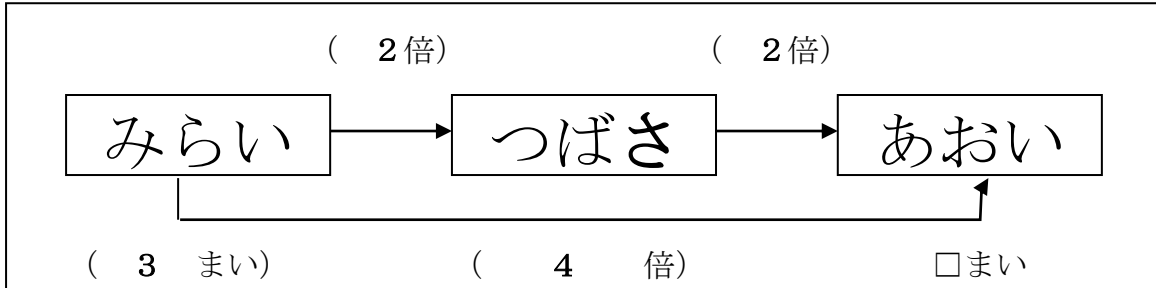 ( 2倍) ( 2倍)
みらい つばさ あおい
( 3 まい) ( 4 倍) □まい